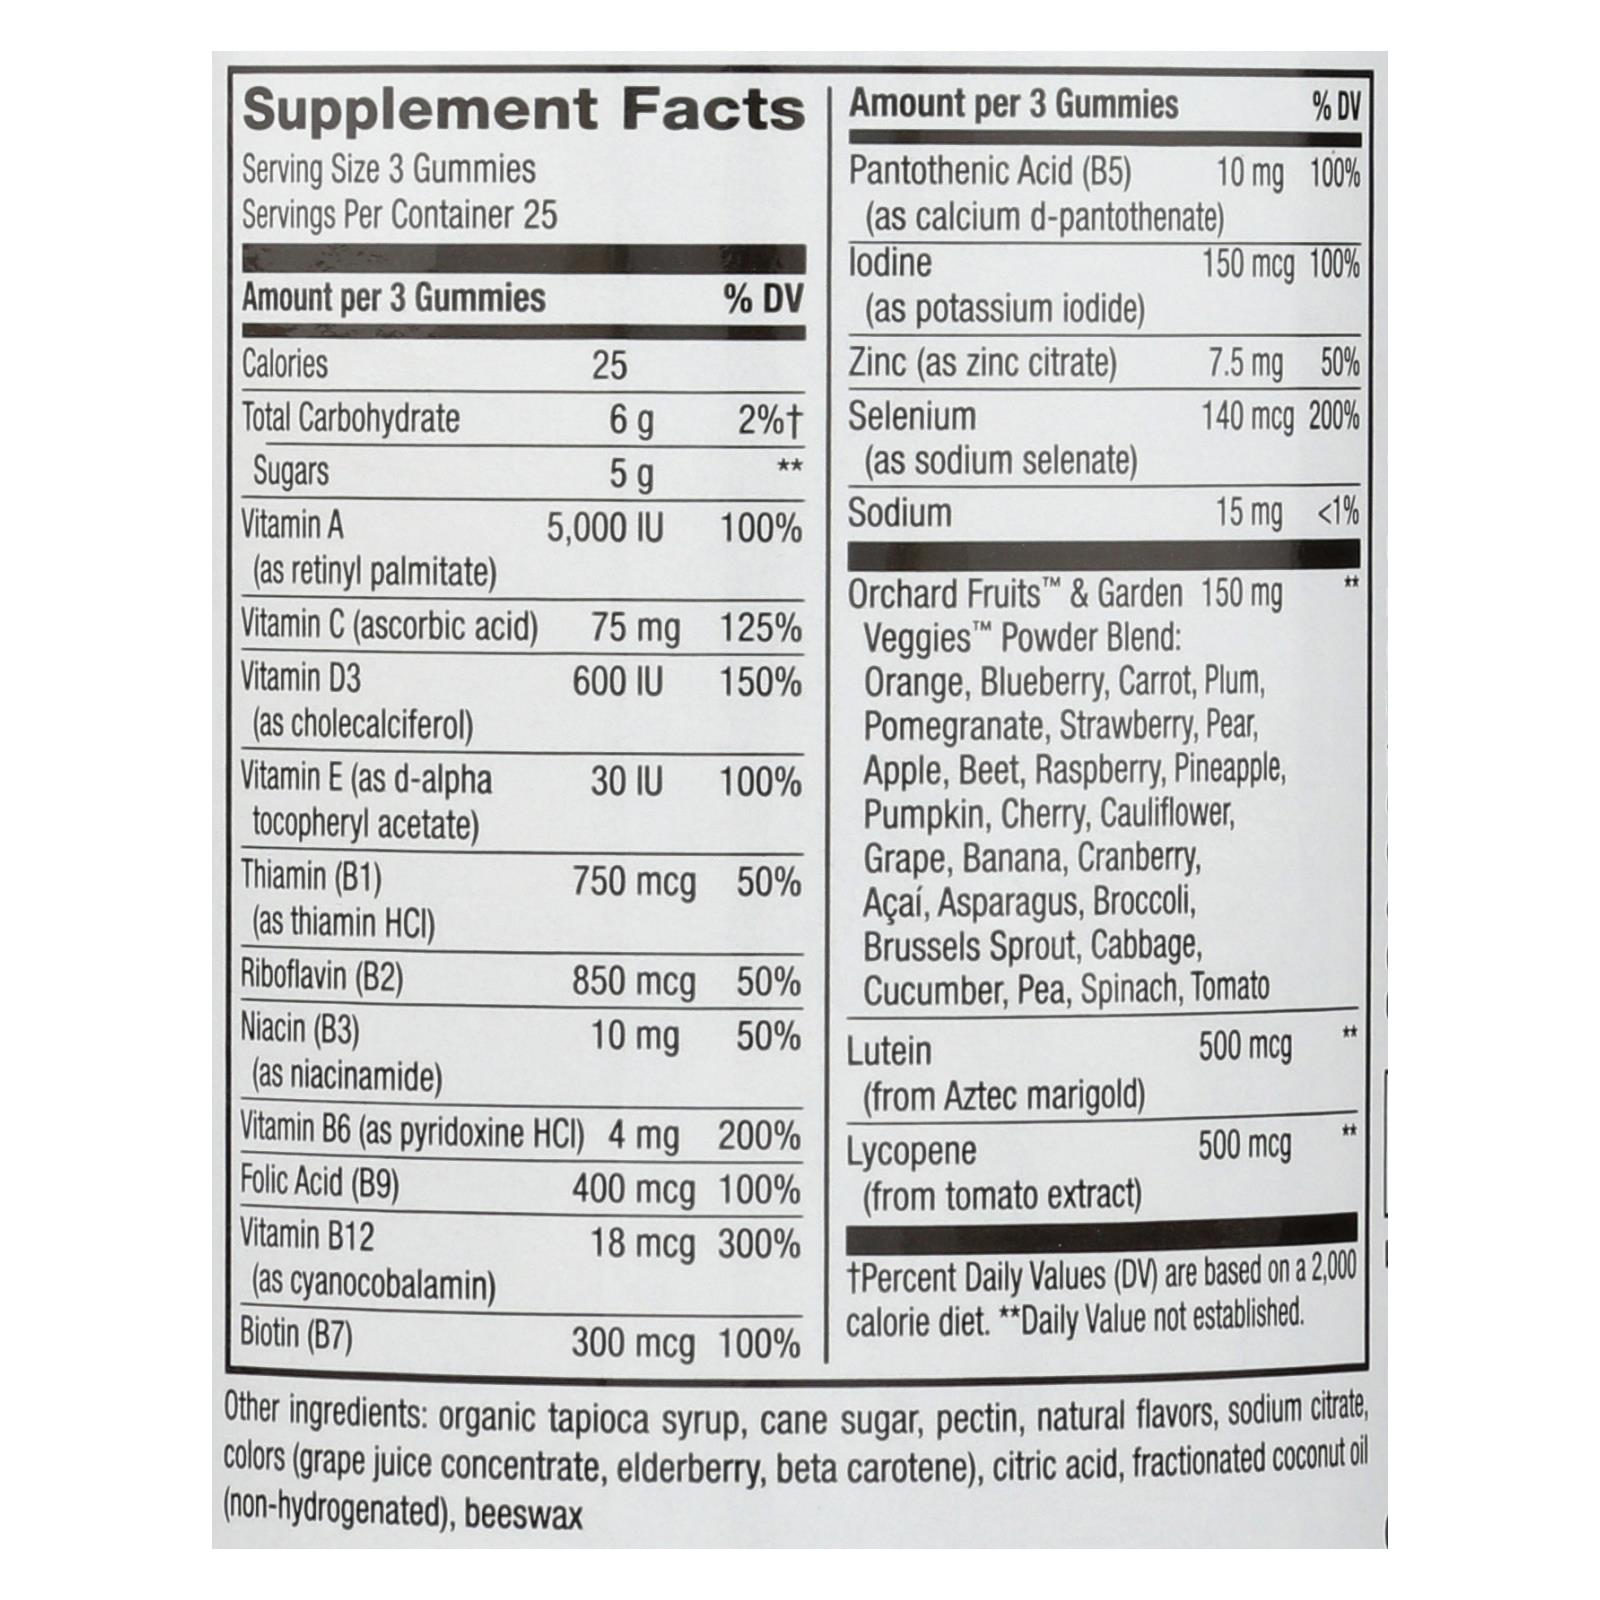 Supplement Facts
Serving Size 3 Gummies
Servings Per Container 25
Amount per 3 Gummies % DV
Calories 25
Total Carbohydrate 6 g 2%†
Sugars 5 g **
Vitamin A 5,000 IU 100%
(as retinyl palmitate)
Vitamin C (ascorbic acid) 75 mg 125%
Vitamin D3 600 IU 150%
(as cholecalciferol)
Vitamin E (as d-alpha 30 IU 100%
tocopheryl acetate)
Thiamin (B1) 750 mcg 50%
(as thiamin HCl)
Riboflavin (B2) 850 mcg 50%
Niacin (B3) 10 mg 50%
(as niacinamide)
Vitamin B6 (as pyridoxine HCl) 4 mg 200%
Folic Acid (B9) 400 mcg 100%
Vitamin B12 18 mcg 300%
(as cyanocobalamin)
Biotin (B7) 300 mcg 100%
Amount per 3 Gummies % DV
Pantothenic Acid (B5) 10 mg 100%
(as calcium d-pantothenate)
Iodine 150 mcg 100%
(as potassium iodide)
Zinc (as zinc citrate) 7.5 mg 50%
Selenium 140 mcg 200%
(as sodium selenate)
Sodium 15 mg <1%
Orchard Fruits™ & Garden 150 mg **
Veggies™ Powder Blend:
Orange, Blueberry, Carrot, Plum,
Pomegranate, Strawberry, Pear,
Apple, Beet, Raspberry, Pineapple,
Pumpkin, Cherry, Cauliflower,
Grape, Banana, Cranberry,
Açaí, Asparagus, Broccoli,
Brussels Sprout, Cabbage,
Cucumber, Pea, Spinach, Tomato
Lutein 500 mcg **
(from Aztec marigold)
Lycopene 500 mcg **
(from tomato extract)
†Percent Daily Values (DV) are based on a 2,000
calorie diet. **Daily Value not established.
Other ingredients: organic tapioca syrup, cane sugar, pectin, natural flavors, sodium citrate,
colors (grape juice concentrate, elderberry, beta carotene), citric acid, fractionated coconut oil
(non-hydrogenated), beeswax